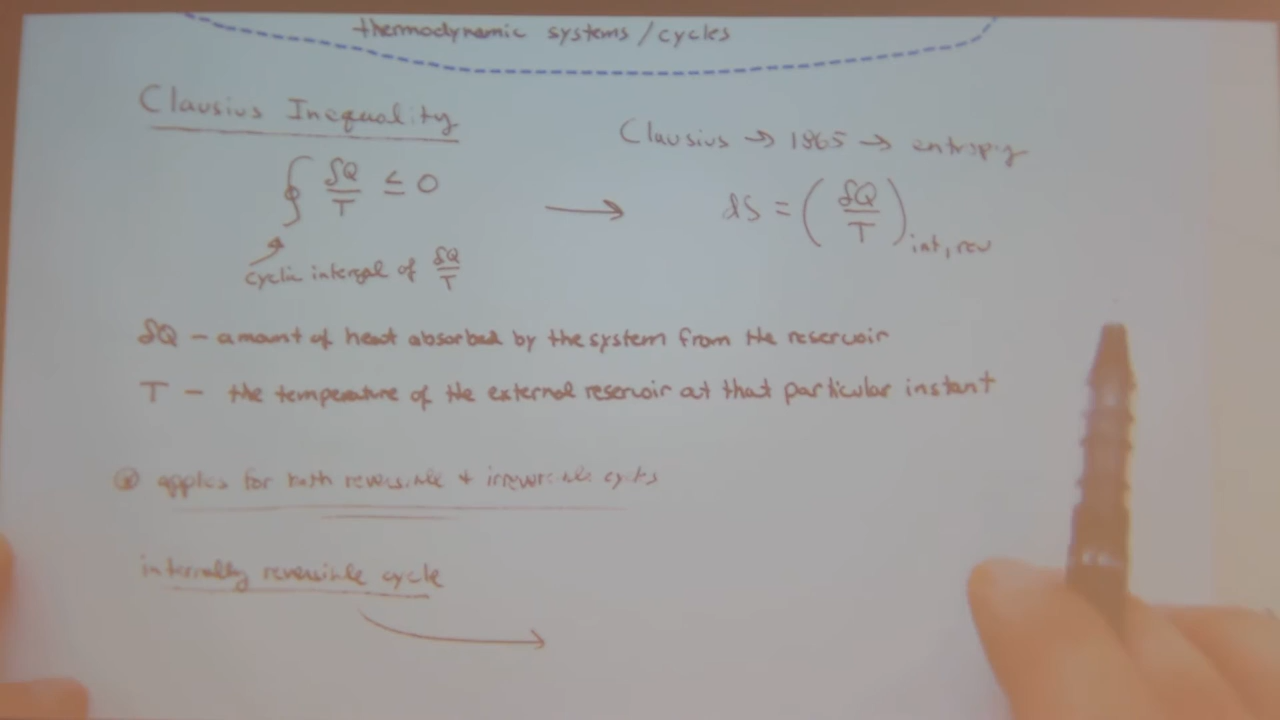 thermodynamic systems/cycles
Clausius Inequality
∮ δQ/T ≤ 0
cyclic intergal of δQ/T
Clausius → 1865 → entropy
dS = (δQ/T) int, rev
δQ – amount of heat absorbed by the system from the reservoir
T – the temperature of the external reservoir at that particular instant
applies for both reversible + irreversible cycles
internally reversible cycle